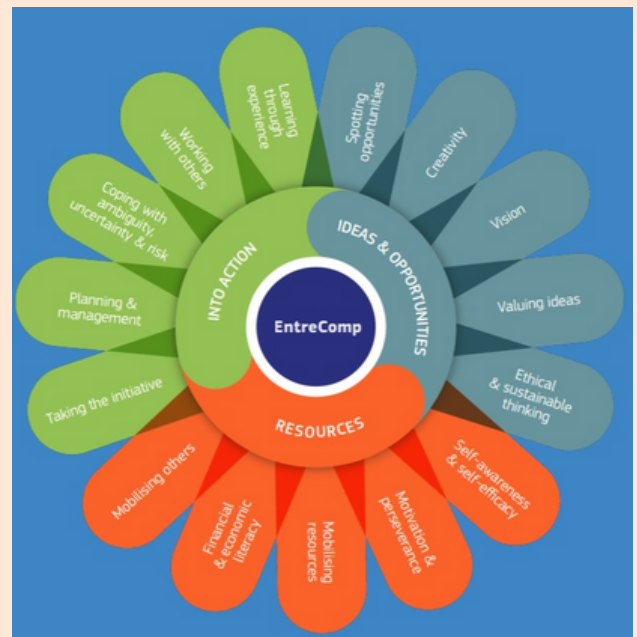 EntreComp
IDEAS & OPPORTUNITIES
RESOURCES
INTO ACTION
Spotting
opportunities
Creativity
Vision
Valuing ideas
Ethical
& sustainable
thinking
Self-awareness
& self-efficacy
Motivation &
perseverance
Mobilising
resources
Financial
& economic
literacy
Mobilising others
Taking the initiative
Planning &
management
Coping with
ambiguity,
uncertainty & risk
Working
with others
Learning
through
experience